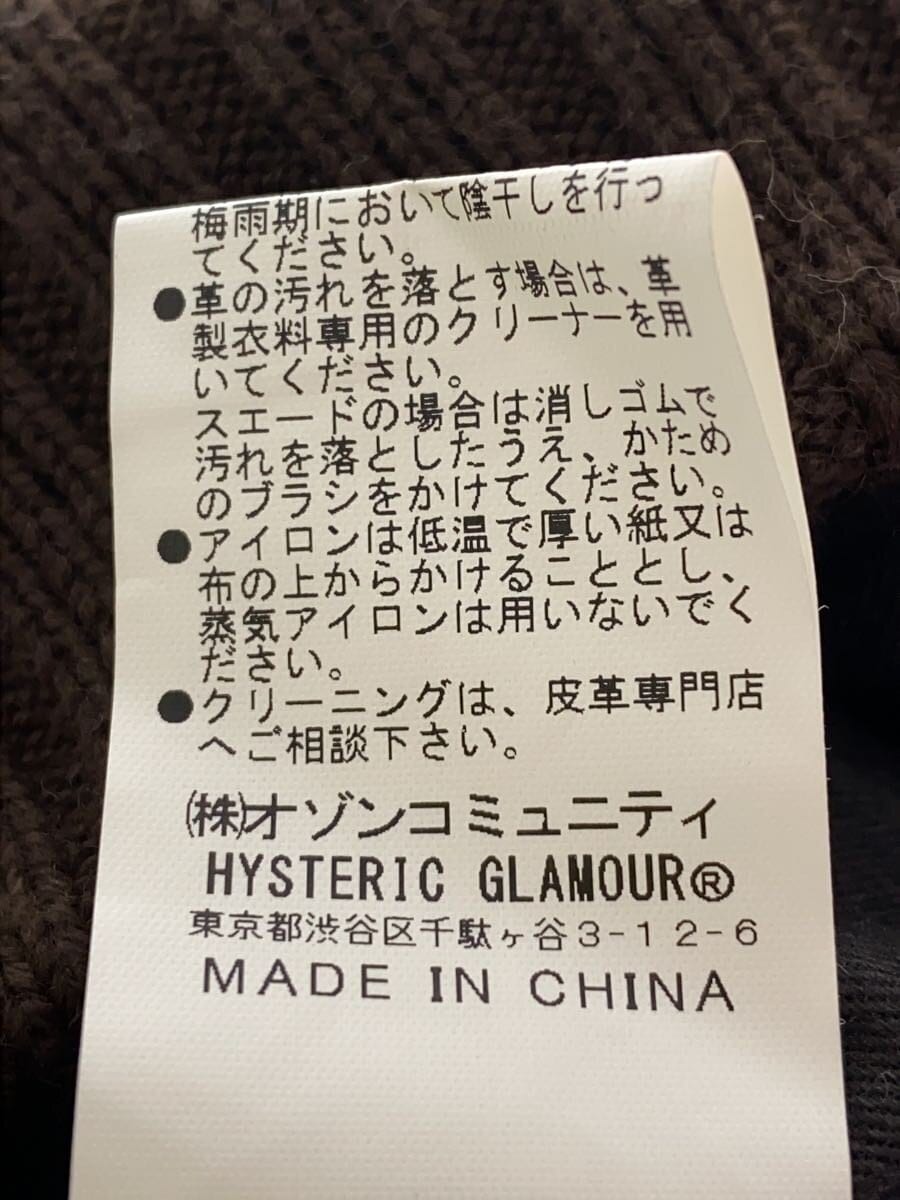 梅雨期において陰干しを行っ
てください。
●革の汚れを落とす場合は、革
製衣料専用のクリーナーを用
いてください。
スエードの場合は消しゴムで
汚れを落としたうえ、かため
のブラシをかけてください。
●アイロンは低温で厚い紙又は
布の上からかけることとし、
蒸気アイロンは用いないでく
ださい。
●クリーニングは、皮革専門店
へご相談下さい。
㈱オゾンコミュニティ
HYSTERIC GLAMOUR®
東京都渋谷区千駄ヶ谷3-12-6
MADE IN CHINA